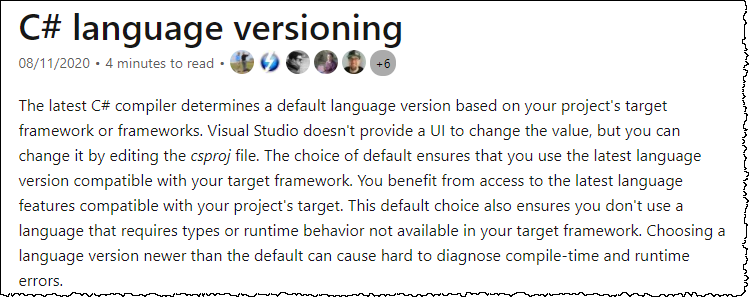 C# language versioning
08/11/2020 • 4 minutes to read • +6
The latest C# compiler determines a default language version based on your project's target
framework or frameworks. Visual Studio doesn't provide a UI to change the value, but you can
change it by editing the csproj file. The choice of default ensures that you use the latest language
version compatible with your target framework. You benefit from access to the latest language
features compatible with your project's target. This default choice also ensures you don't use a
language that requires types or runtime behavior not available in your target framework. Choosing a
language version newer than the default can cause hard to diagnose compile-time and runtime
errors.